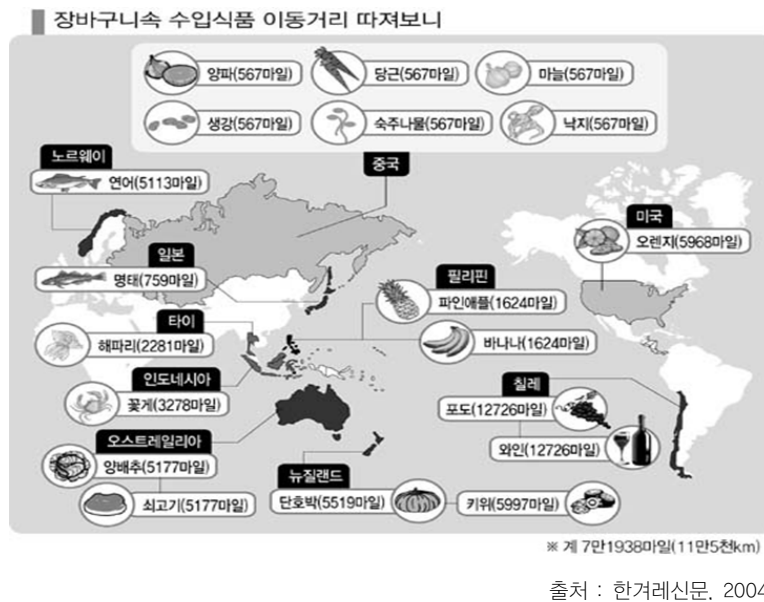 장바구니속 수입식품 이동거리 따져보니
양파(567마일)
당근(567마일)
마늘(567마일)
생강(567마일)
숙주나물(567마일)
낙지(567마일)
노르웨이
연어(5113마일)
중국
미국
오렌지(5968마일)
일본
명태(759마일)
필리핀
파인애플(1624마일)
바나나(1624마일)
타이
해파리(2281마일)
인도네시아
꽃게(3278마일)
칠레
포도(12726마일)
와인(12726마일)
오스트레일리아
양배추(5177마일)
쇠고기(5177마일)
뉴질랜드
단호박(5519마일)
키위(5997마일)
※ 계 7만1938마일(11만5천km)
출처 : 한겨레신문, 2004